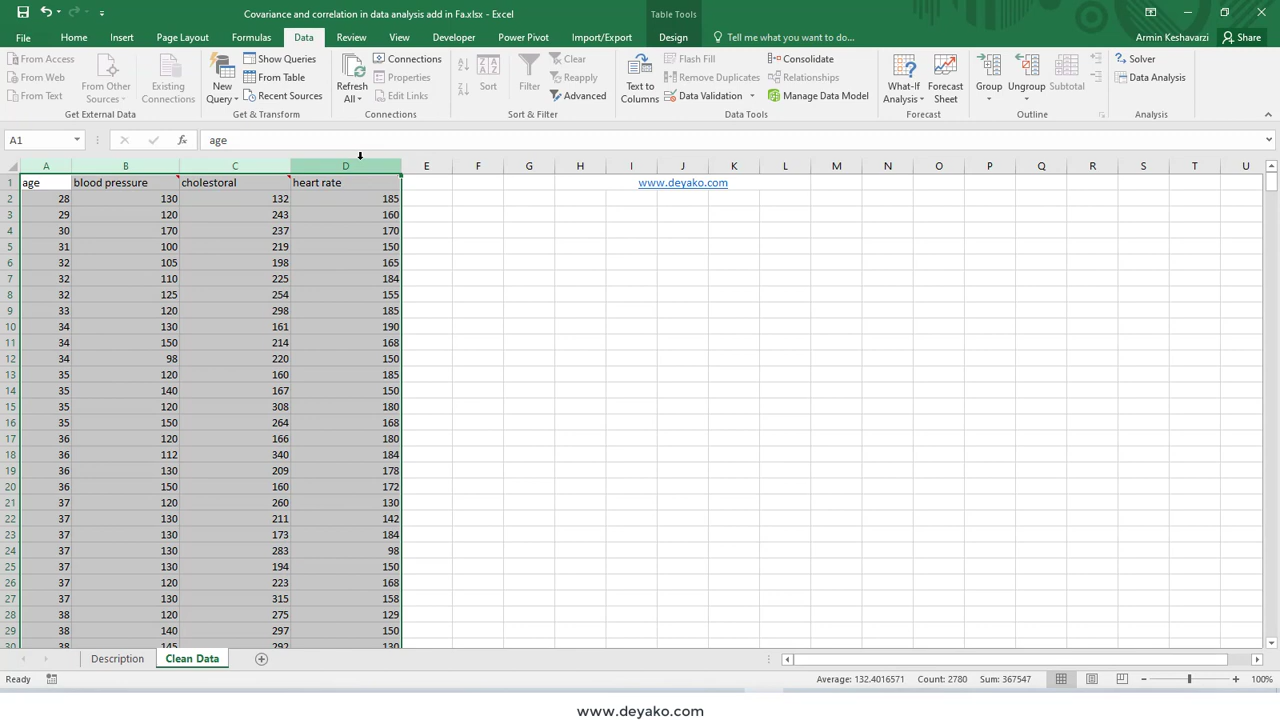 Covariance and correlation in data analysis add in Fa.xlsx - Excel
Table Tools
File Home Insert Page Layout Formulas Data Review View Developer Power Pivot Import/Export Design Tell me what you want to do... Armin Keshavarzi Share
From Access
From Web
From Text
From Other Sources
Existing Connections
Get External Data
New Query
Show Queries
From Table
Recent Sources
Get & Transform
Refresh All
Connections
Properties
Edit Links
Connections
Sort
Filter
Clear
Reapply
Advanced
Sort & Filter
Text to Columns
Flash Fill
Remove Duplicates
Data Validation
Consolidate
Relationships
Manage Data Model
Data Tools
What-If Analysis
Forecast Sheet
Forecast
Group
Ungroup
Subtotal
Outline
Solver
Data Analysis
Analysis
A1 fx age
A B C D E F G H I J K L M N O P Q R S T U
1 age blood pressure cholestoral heart rate www.deyako.com
2 28 130 132 185
3 29 120 243 160
4 30 170 237 170
5 31 100 219 150
6 32 105 198 165
7 32 110 225 184
8 32 125 254 155
9 33 120 298 185
10 34 130 161 190
11 34 150 214 168
12 34 98 220 150
13 35 120 160 185
14 35 140 167 150
15 35 120 308 180
16 35 150 264 168
17 36 120 166 180
18 36 112 340 184
19 36 130 209 178
20 36 150 160 172
21 37 120 260 130
22 37 130 211 142
23 37 130 173 184
24 37 130 283 98
25 37 130 194 150
26 37 120 223 168
27 37 130 315 158
28 38 120 275 129
29 38 140 297 150
30 38 145 292 130
Description Clean Data
Ready Average: 132.4016571 Count: 2780 Sum: 367547 100%
www.deyako.com